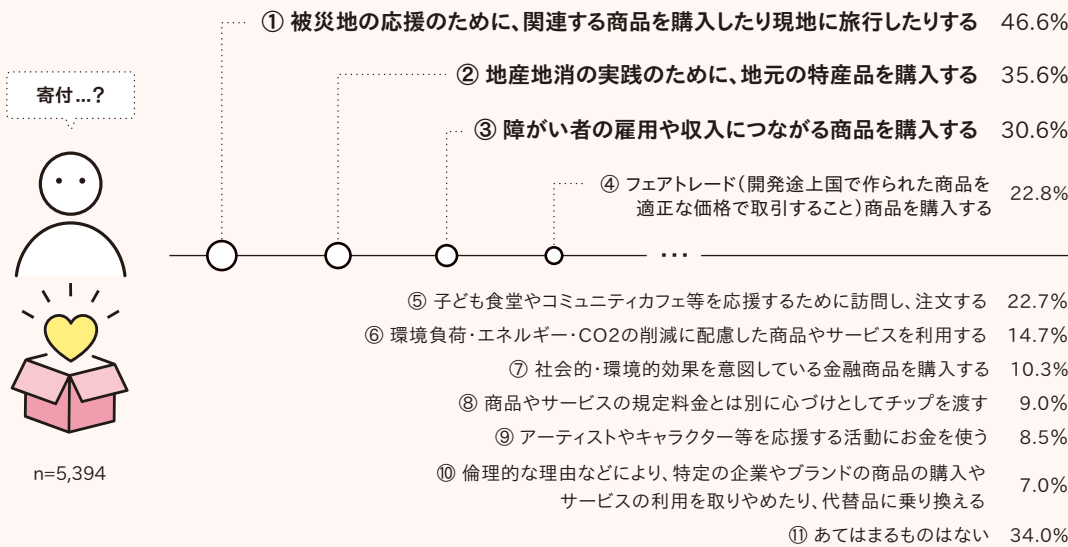 ① 被災地の応援のために、関連する商品を購入したり現地に旅行したりする 46.6%
寄付...?
② 地産地消の実践のために、地元の特産品を購入する 35.6%
③ 障がい者の雇用や収入につながる商品を購入する 30.6%
④ フェアトレード(開発途上国で作られた商品を
適正な価格で取引すること)商品を購入する 22.8%
...
⑤ 子ども食堂やコミュニティカフェ等を応援するために訪問し、注文する 22.7%
⑥ 環境負荷・エネルギー・CO2の削減に配慮した商品やサービスを利用する 14.7%
⑦ 社会的・環境的効果を意図している金融商品を購入する 10.3%
⑧ 商品やサービスの規定料金とは別に心づけとしてチップを渡す 9.0%
⑨ アーティストやキャラクター等を応援する活動にお金を使う 8.5%
n=5,394
⑩ 倫理的な理由などにより、特定の企業やブランドの商品の購入や
サービスの利用を取りやめたり、代替品に乗り換える 7.0%
⑪ あてはまるものはない 34.0%